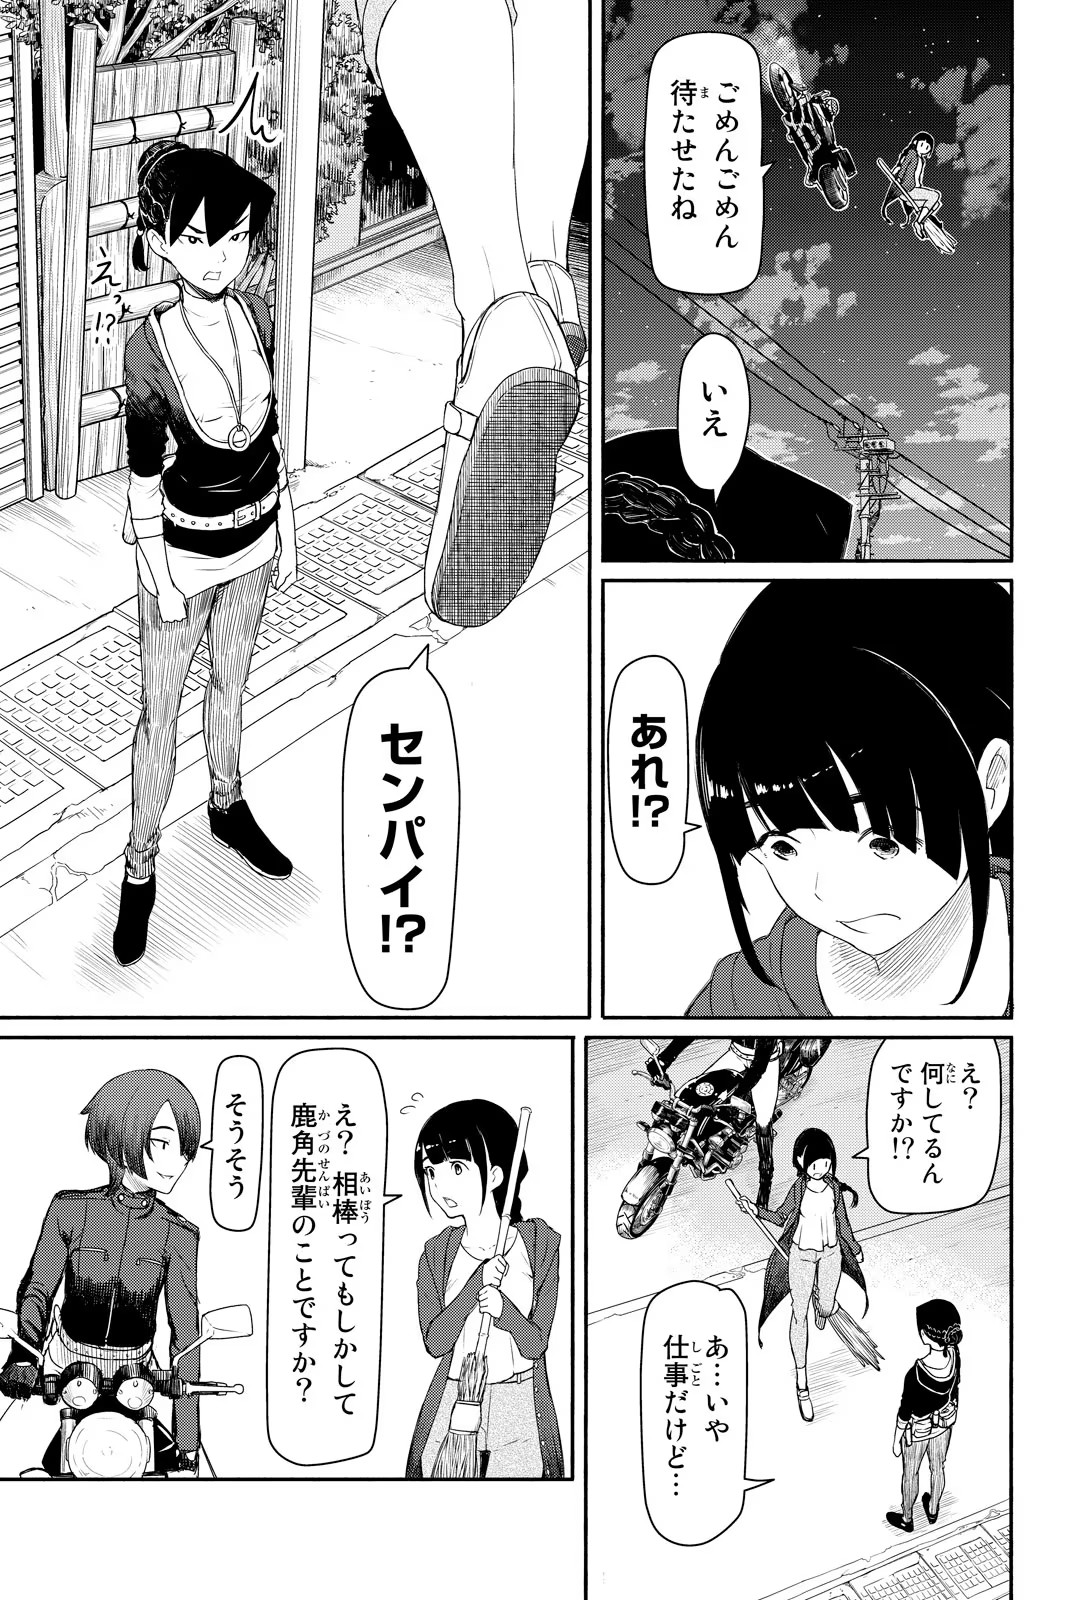 ごめんごめん
待たせたね
いえ
あれ!?
センパイ!?
えっ!?
え?
何してるん
ですか!?
あ…いや
仕事だけど…
え? 相棒ってもしかして
鹿角先輩のことですか?
そうそう